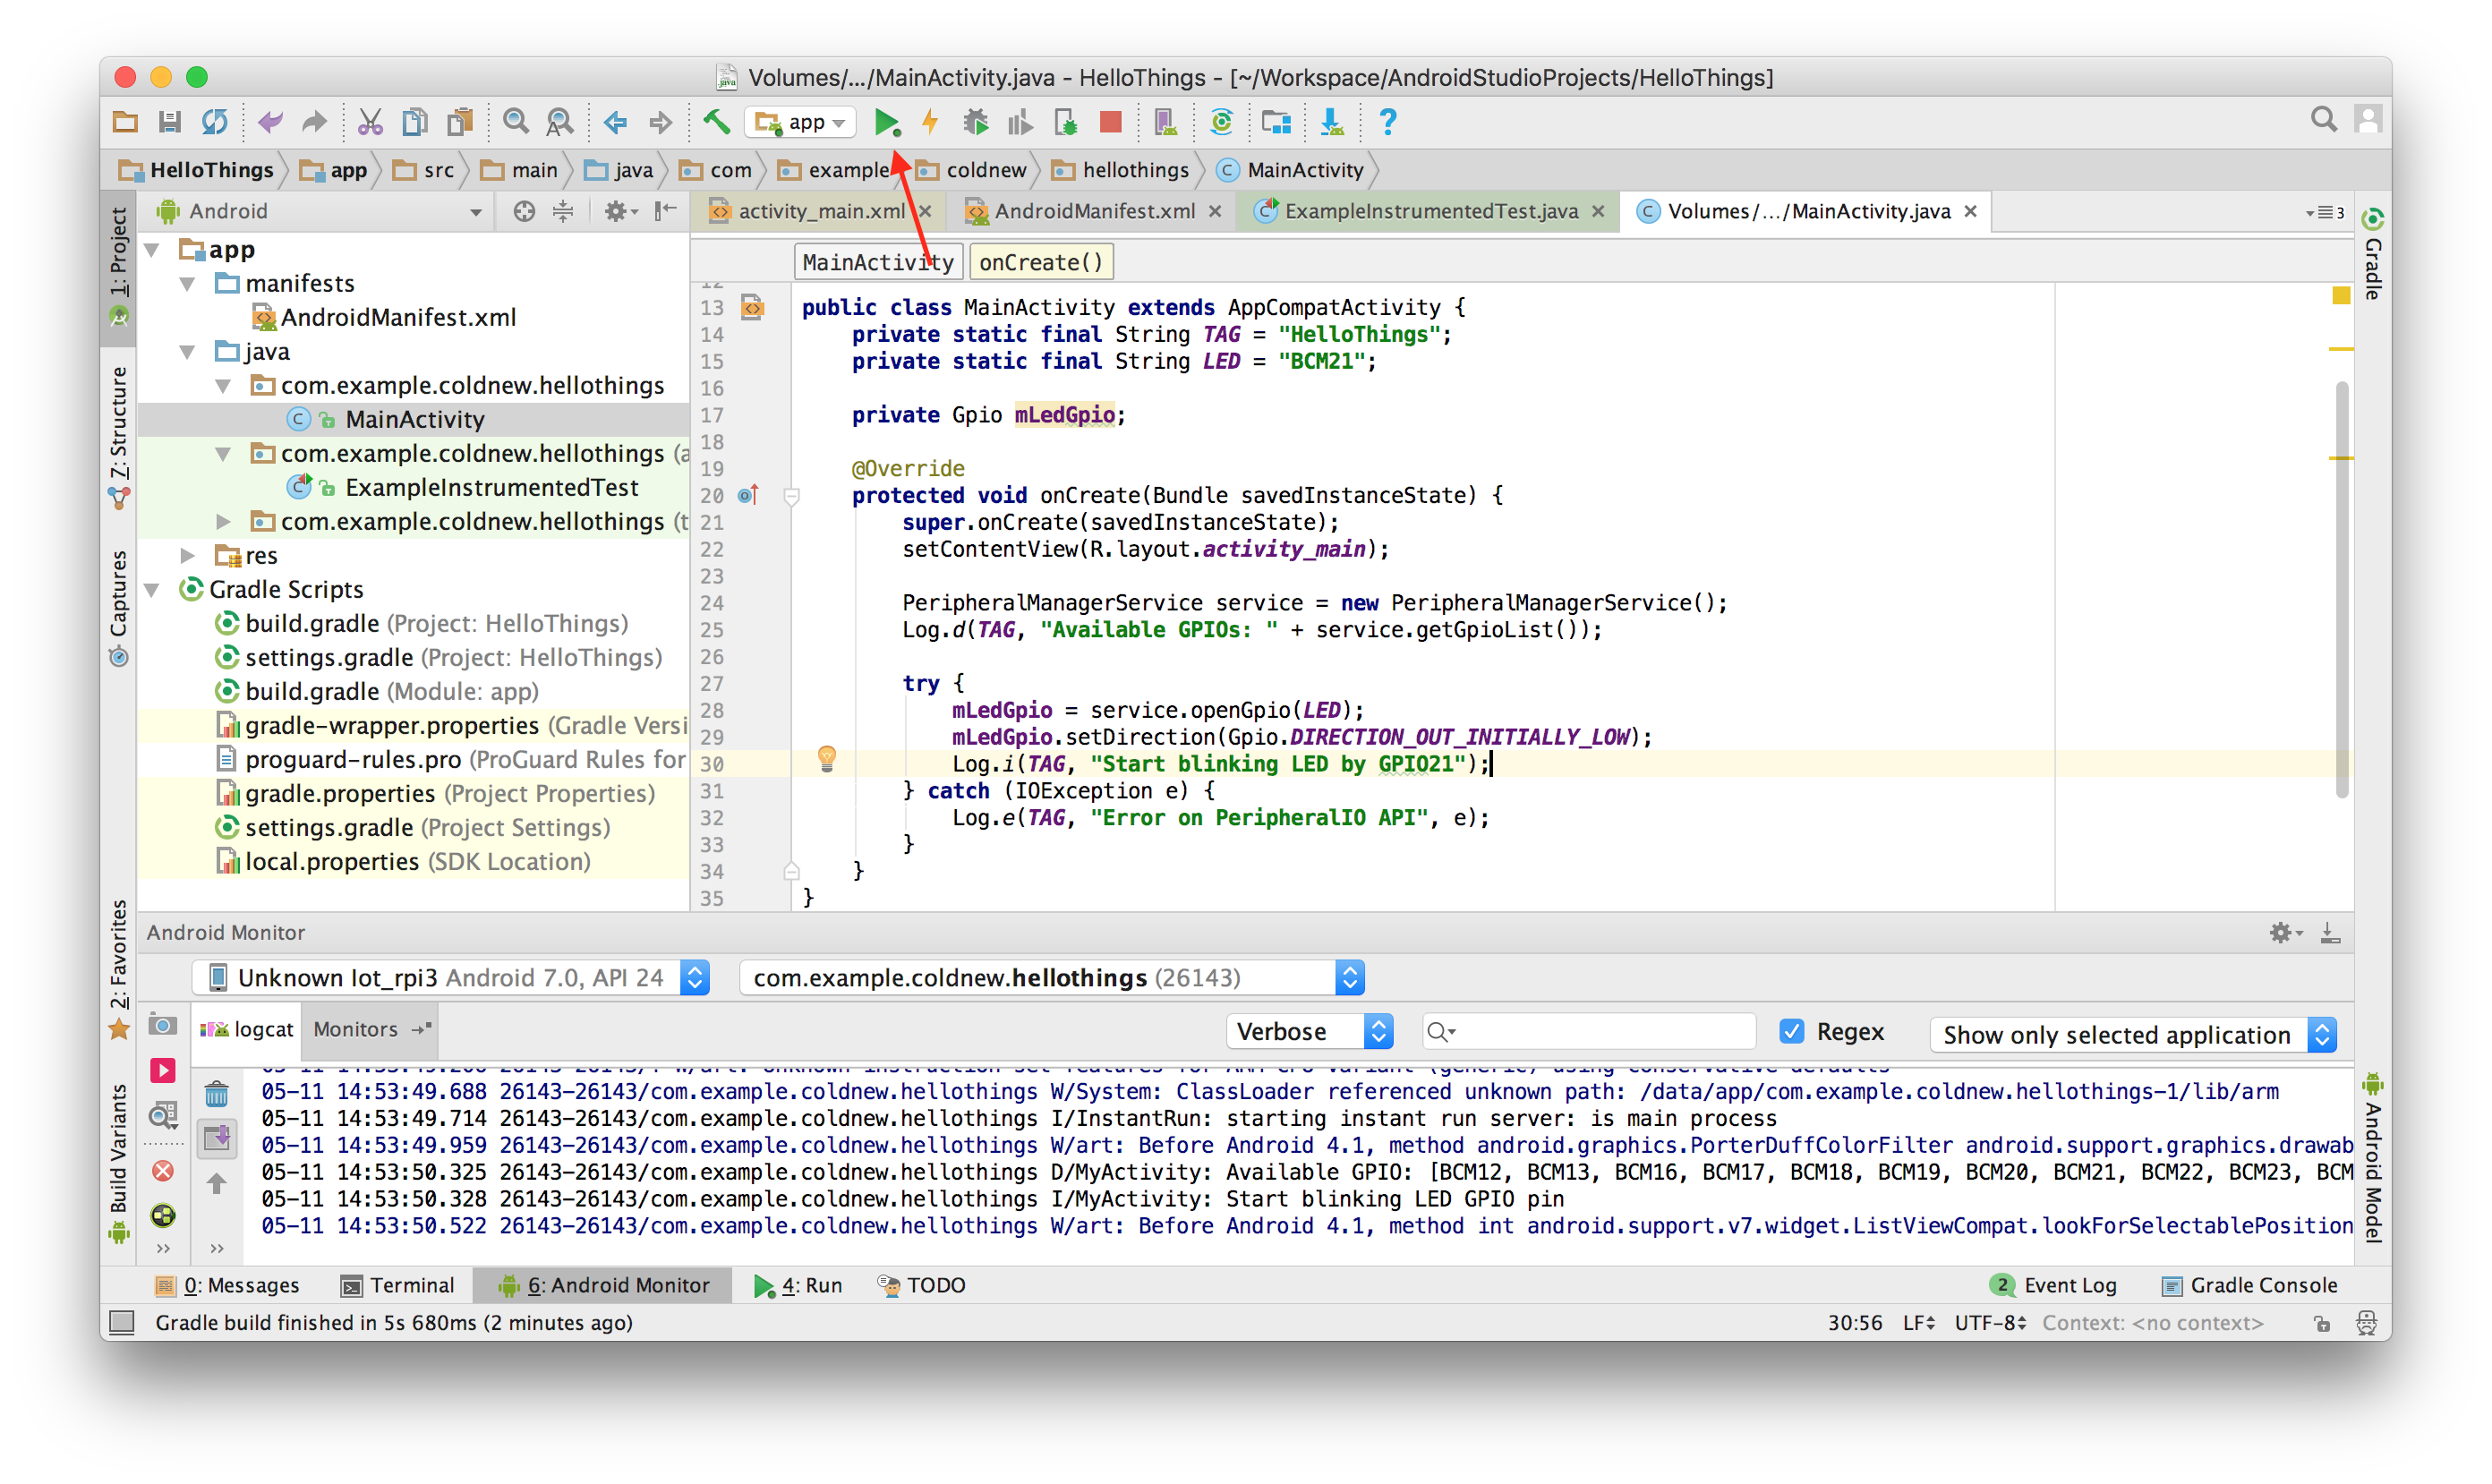 Volumes/.../MainActivity.java - HelloThings - [~/Workspace/AndroidStudioProjects/HelloThings]
app
?
HelloThings app src main java com example coldnew hellothings MainActivity
Android
activity_main.xml AndroidManifest.xml ExampleInstrumentedTest.java Volumes/.../MainActivity.java 3
1: Project
7: Structure
Captures
2: Favorites
Build Variants
app
manifests
AndroidManifest.xml
java
com.example.coldnew.hellothings
MainActivity
com.example.coldnew.hellothings (a
ExampleInstrumentedTest
com.example.coldnew.hellothings (t
res
Gradle Scripts
build.gradle (Project: HelloThings)
settings.gradle (Project: HelloThings)
build.gradle (Module: app)
gradle-wrapper.properties (Gradle Versi
proguard-rules.pro (ProGuard Rules for
gradle.properties (Project Properties)
settings.gradle (Project Settings)
local.properties (SDK Location)
MainActivity onCreate()
12
13 public class MainActivity extends AppCompatActivity {
14 private static final String TAG = "HelloThings";
15 private static final String LED = "BCM21";
16
17 private Gpio mLedGpio;
18
19 @Override
20 protected void onCreate(Bundle savedInstanceState) {
21 super.onCreate(savedInstanceState);
22 setContentView(R.layout.activity_main);
23
24 PeripheralManagerService service = new PeripheralManagerService();
25 Log.d(TAG, "Available GPIOs: " + service.getGpioList());
26
27 try {
28 mLedGpio = service.openGpio(LED);
29 mLedGpio.setDirection(Gpio.DIRECTION_OUT_INITIALLY_LOW);
30 Log.i(TAG, "Start blinking LED by GPIO21");
31 } catch (IOException e) {
32 Log.e(TAG, "Error on PeripheralIO API", e);
33 }
34 }
35 }
Gradle
Android Model
Android Monitor
Unknown Iot_rpi3 Android 7.0, API 24 com.example.coldnew.hellothings (26143)
logcat Monitors Verbose Regex Show only selected application
05-11 14:53:49.688 26143-26143/com.example.coldnew.hellothings W/System: ClassLoader referenced unknown path: /data/app/com.example.coldnew.hellothings-1/lib/arm
05-11 14:53:49.714 26143-26143/com.example.coldnew.hellothings I/InstantRun: starting instant run server: is main process
05-11 14:53:49.959 26143-26143/com.example.coldnew.hellothings W/art: Before Android 4.1, method android.graphics.PorterDuffColorFilter android.support.graphics.drawab
05-11 14:53:50.325 26143-26143/com.example.coldnew.hellothings D/MyActivity: Available GPIO: [BCM12, BCM13, BCM16, BCM17, BCM18, BCM19, BCM20, BCM21, BCM22, BCM23, BCM
05-11 14:53:50.328 26143-26143/com.example.coldnew.hellothings I/MyActivity: Start blinking LED GPIO pin
05-11 14:53:50.522 26143-26143/com.example.coldnew.hellothings W/art: Before Android 4.1, method int android.support.v7.widget.ListViewCompat.lookForSelectablePosition
0: Messages Terminal 6: Android Monitor 4: Run TODO 2 Event Log Gradle Console
Gradle build finished in 5s 680ms (2 minutes ago) 30:56 LF UTF-8 Context: <no context>